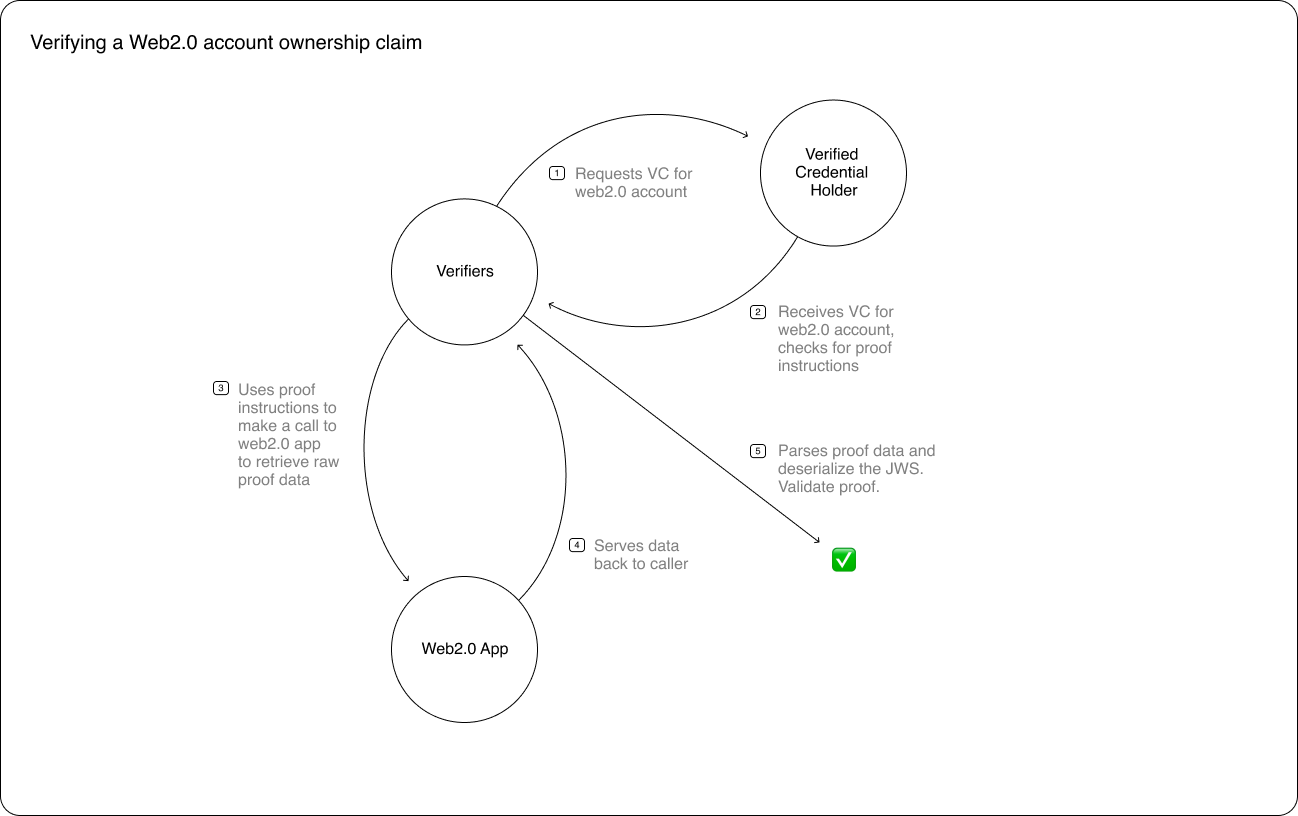 Verifying a Web2.0 account ownership claim
Verified
Credential
Holder
1 Requests VC for
web2.0 account
Verifiers
2 Receives VC for
web2.0 account,
checks for proof
instructions
3 Uses proof
instructions to
make a call to
web2.0 app
to retrieve raw
proof data
5 Parses proof data and
deserialize the JWS.
Validate proof.
4 Serves data
back to caller
Web2.0 App